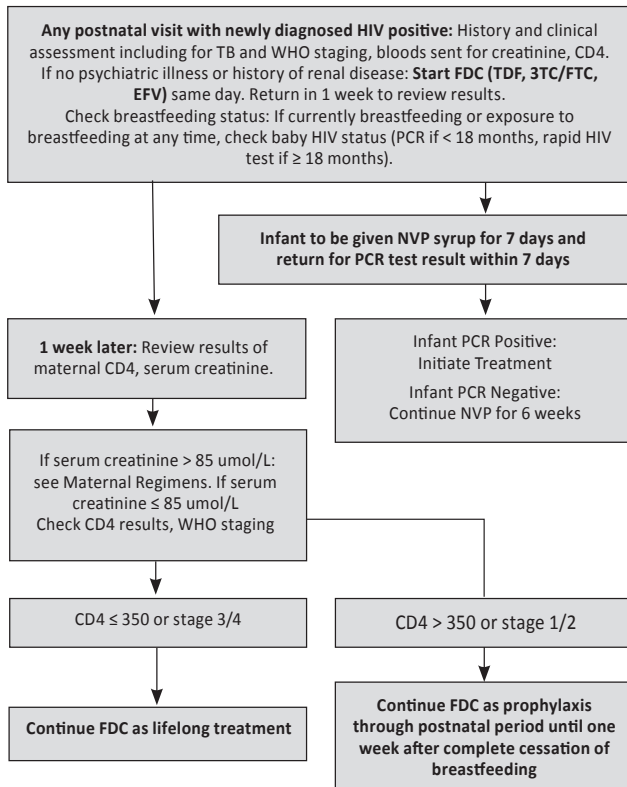 Any postnatal visit with newly diagnosed HIV positive: History and clinical
assessment including for TB and WHO staging, bloods sent for creatinine, CD4.
If no psychiatric illness or history of renal disease: Start FDC (TDF, 3TC/FTC,
EFV) same day. Return in 1 week to review results.
Check breastfeeding status: If currently breastfeeding or exposure to
breastfeeding at any time, check baby HIV status (PCR if < 18 months, rapid HIV
test if ≥ 18 months).
Infant to be given NVP syrup for 7 days and
return for PCR test result within 7 days
1 week later: Review results of
maternal CD4, serum creatinine.
Infant PCR Positive:
Initiate Treatment
Infant PCR Negative:
Continue NVP for 6 weeks
If serum creatinine > 85 umol/L:
see Maternal Regimens. If serum
creatinine ≤ 85 umol/L
Check CD4 results, WHO staging
CD4 ≤ 350 or stage 3/4
CD4 > 350 or stage 1/2
Continue FDC as lifelong treatment
Continue FDC as prophylaxis
through postnatal period until one
week after complete cessation of
breastfeeding